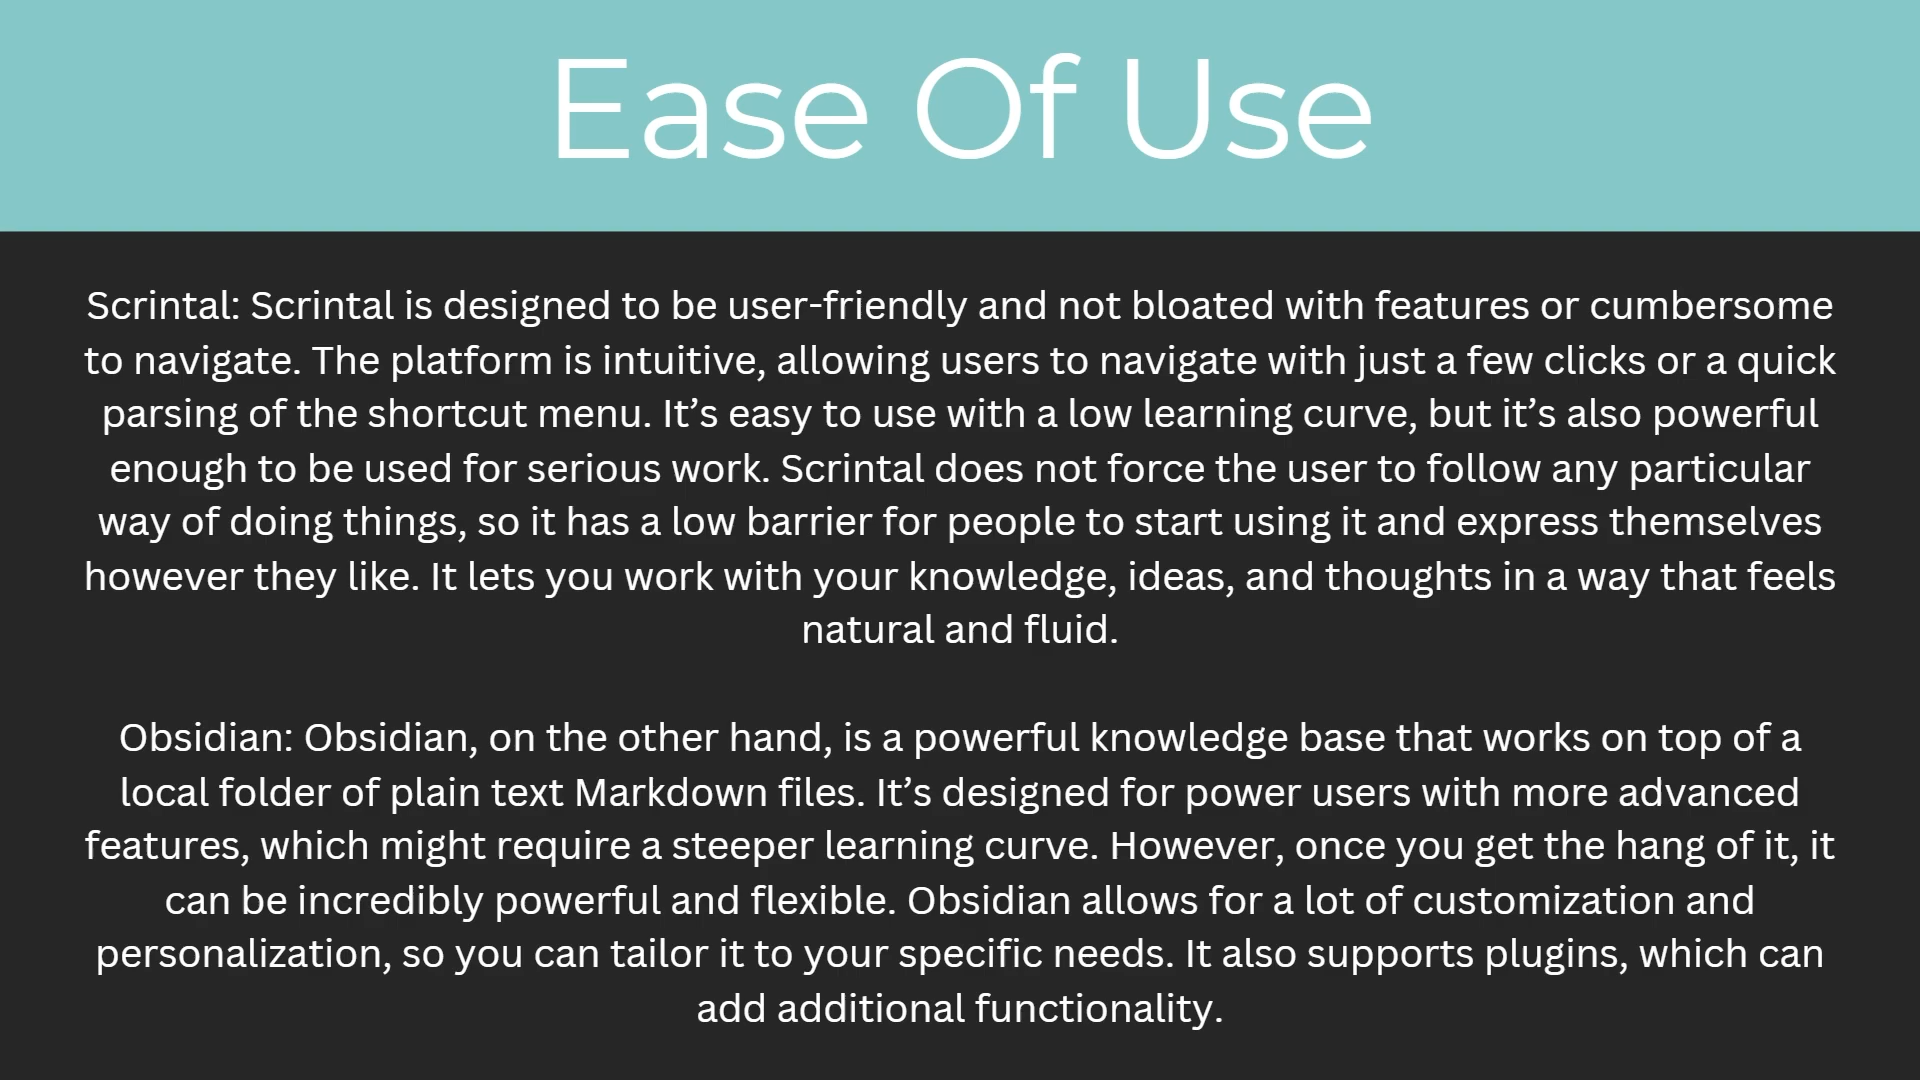 Ease Of Use
Scrintal: Scrintal is designed to be user-friendly and not bloated with features or cumbersome
to navigate. The platform is intuitive, allowing users to navigate with just a few clicks or a quick
parsing of the shortcut menu. It’s easy to use with a low learning curve, but it’s also powerful
enough to be used for serious work. Scrintal does not force the user to follow any particular
way of doing things, so it has a low barrier for people to start using it and express themselves
however they like. It lets you work with your knowledge, ideas, and thoughts in a way that feels
natural and fluid.
Obsidian: Obsidian, on the other hand, is a powerful knowledge base that works on top of a
local folder of plain text Markdown files. It’s designed for power users with more advanced
features, which might require a steeper learning curve. However, once you get the hang of it, it
can be incredibly powerful and flexible. Obsidian allows for a lot of customization and
personalization, so you can tailor it to your specific needs. It also supports plugins, which can
add additional functionality.